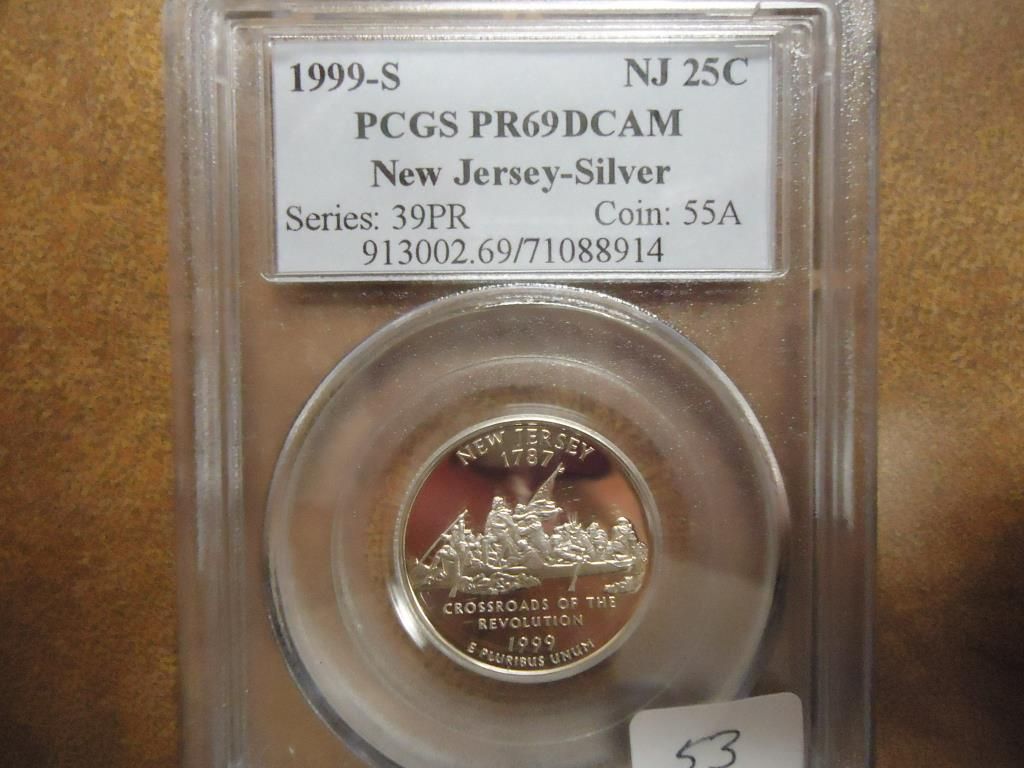 1999-S NJ 25C
PCGS PR69DCAM
New Jersey-Silver
Series: 39PR Coin: 55A
913002.69/71088914
NEW JERSEY
1787
CROSSROADS OF THE
REVOLUTION
1999
E PLURIBUS UNUM
53